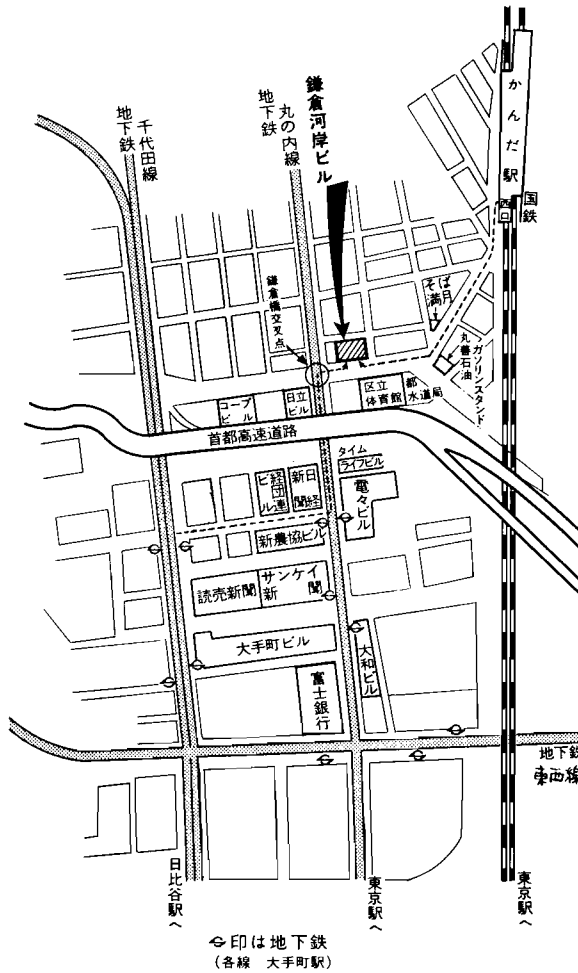 かんだ駅
西口
国鉄
鎌倉河岸ビル
地下鉄
丸の内線
地下鉄
千代田線
鎌倉橋交叉点
そば
満月
ガソリンスタンド
丸善石油
コープ
ビル
日立
ビル
区立
体育館
都
水道局
首都高速道路
タイム
ライフビル
経団連
ビル
新日
聞経
電々ビル
新農協ビル
読売新聞
サンケイ
新聞
大手町ビル
大和ビル
富士銀行
地下鉄
東西線
日比谷駅へ
東京駅へ
東京駅へ
印は地下鉄
(各線 大手町駅)